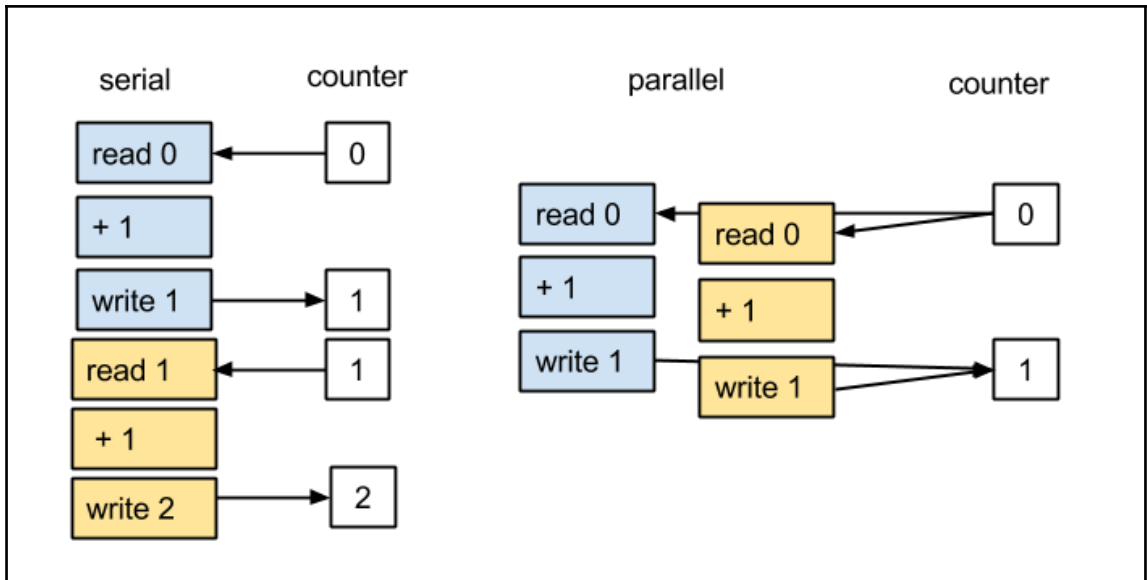 serial
counter
read 0
0
+ 1
write 1
1
read 1
1
+ 1
write 2
2
parallel
counter
read 0
read 0
0
+ 1
+ 1
write 1
write 1
1